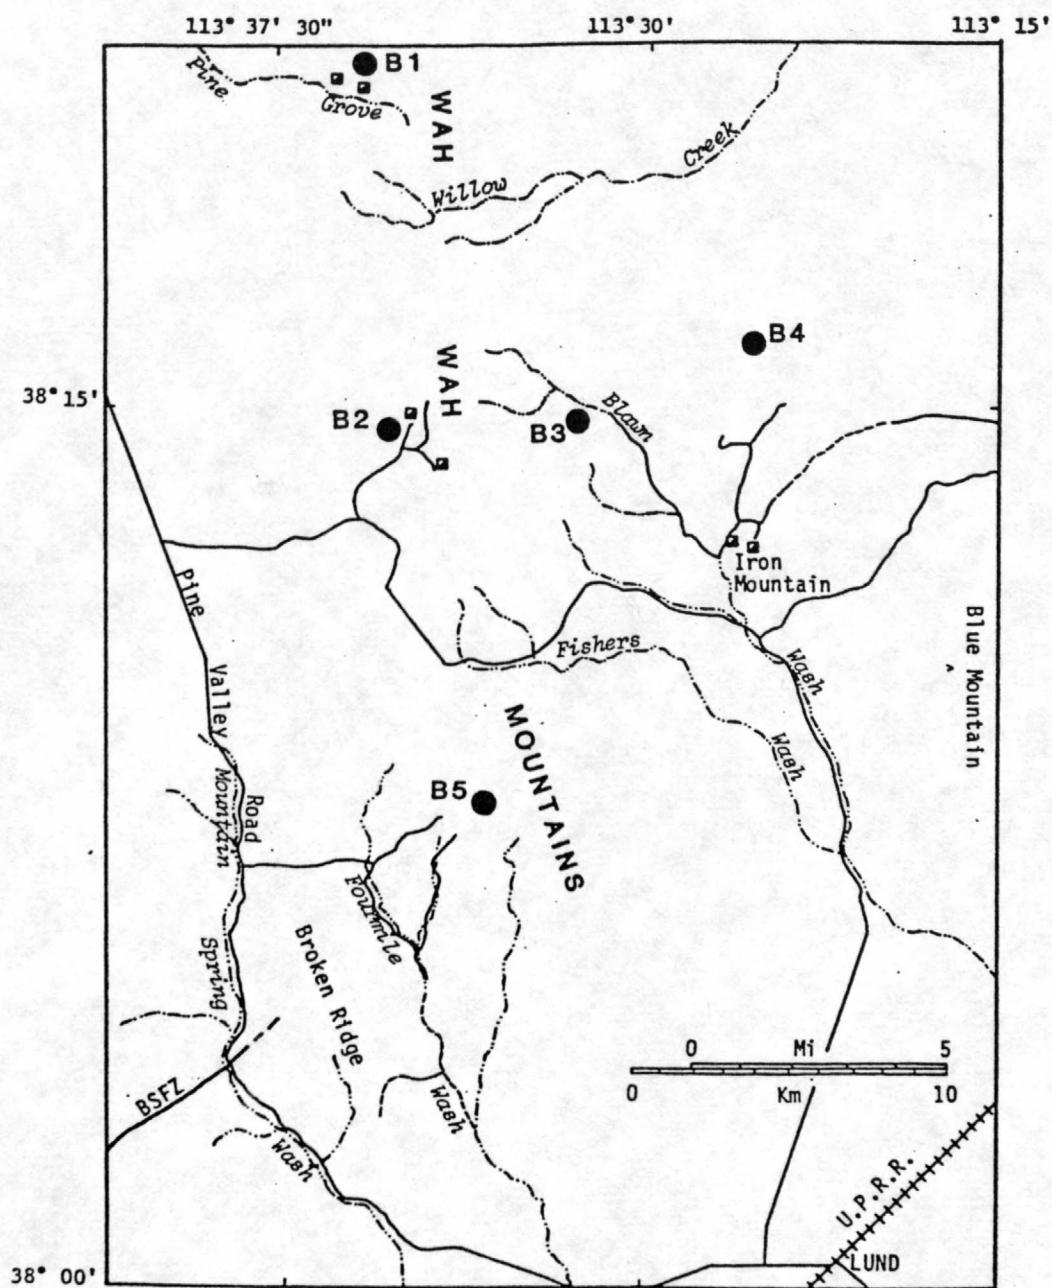 113° 37' 30"
113° 30'
113° 15'
Pine
Grove
B1
WAH
Willow
Creek
B4
38° 15'
WAH
B2
B3
Blawn
Iron
Mountain
Pine
Valley
Road
Fishers
Wash
Wash
Blue Mountain
MOUNTAINS
Mountain
Spring
Wash
B5
Fourmile
Wash
Broken Ridge
BSFZ
0 Mi 5
0 Km 10
U.P.R.R.
LUND
38° 00'